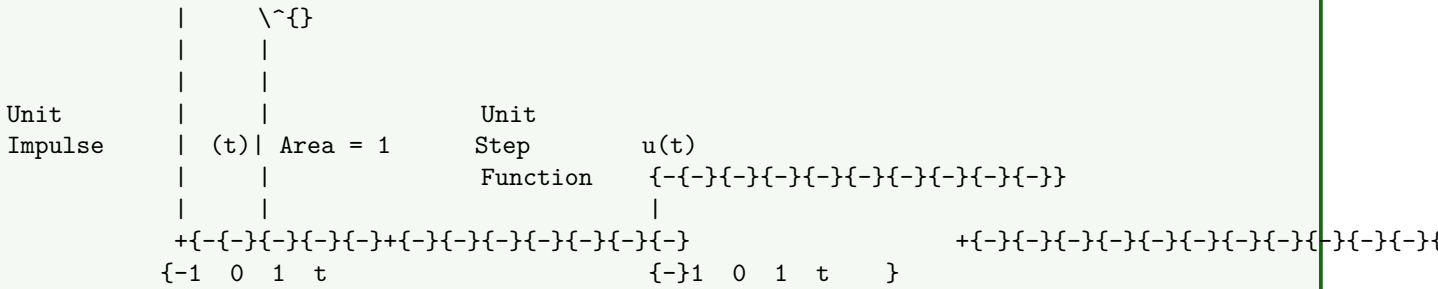 |     \^{}
           |     |
           |     |
Unit       |     |             Unit
Impulse    |  (t)| Area = 1    Step       u(t)
           |     |             Function   {-{-}{-}{-}{-}{-}{-}{-}{-}{-}}
           |     |                        |
           +{-{-}{-}{-}{-}+{-}{-}{-}{-}{-}{-}{-}                 +{-}{-}{-}{-}{-}{-}{-}{-}{-}{-}{-}{-}{
          {-1  0  1  t                    {-}1  0  1  t    }